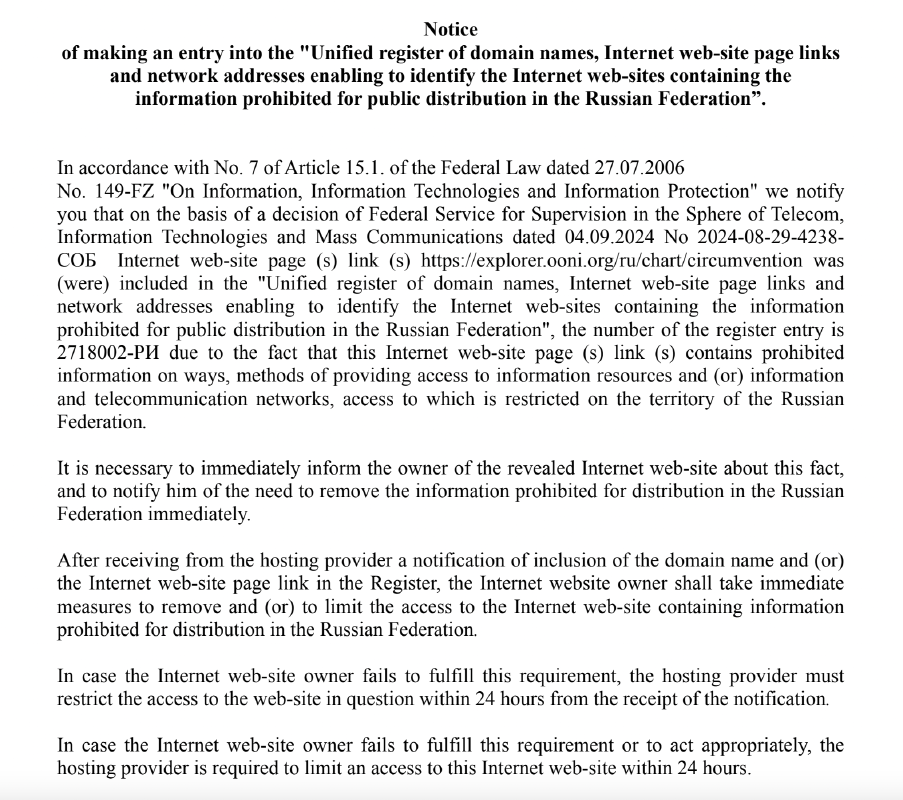 Notice
of making an entry into the "Unified register of domain names, Internet web-site page links
and network addresses enabling to identify the Internet web-sites containing the
information prohibited for public distribution in the Russian Federation”.
In accordance with No. 7 of Article 15.1. of the Federal Law dated 27.07.2006
No. 149-FZ "On Information, Information Technologies and Information Protection" we notify
you that on the basis of a decision of Federal Service for Supervision in the Sphere of Telecom,
Information Technologies and Mass Communications dated 04.09.2024 No 2024-08-29-4238-
СОБ Internet web-site page (s) link (s) https://explorer.ooni.org/ru/chart/circumvention was
(were) included in the "Unified register of domain names, Internet web-site page links and
network addresses enabling to identify the Internet web-sites containing the information
prohibited for public distribution in the Russian Federation", the number of the register entry is
2718002-РИ due to the fact that this Internet web-site page (s) link (s) contains prohibited
information on ways, methods of providing access to information resources and (or) information
and telecommunication networks, access to which is restricted on the territory of the Russian
Federation.
It is necessary to immediately inform the owner of the revealed Internet web-site about this fact,
and to notify him of the need to remove the information prohibited for distribution in the Russian
Federation immediately.
After receiving from the hosting provider a notification of inclusion of the domain name and (or)
the Internet web-site page link in the Register, the Internet website owner shall take immediate
measures to remove and (or) to limit the access to the Internet web-site containing information
prohibited for distribution in the Russian Federation.
In case the Internet web-site owner fails to fulfill this requirement, the hosting provider must
restrict the access to the web-site in question within 24 hours from the receipt of the notification.
In case the Internet web-site owner fails to fulfill this requirement or to act appropriately, the
hosting provider is required to limit an access to this Internet web-site within 24 hours.